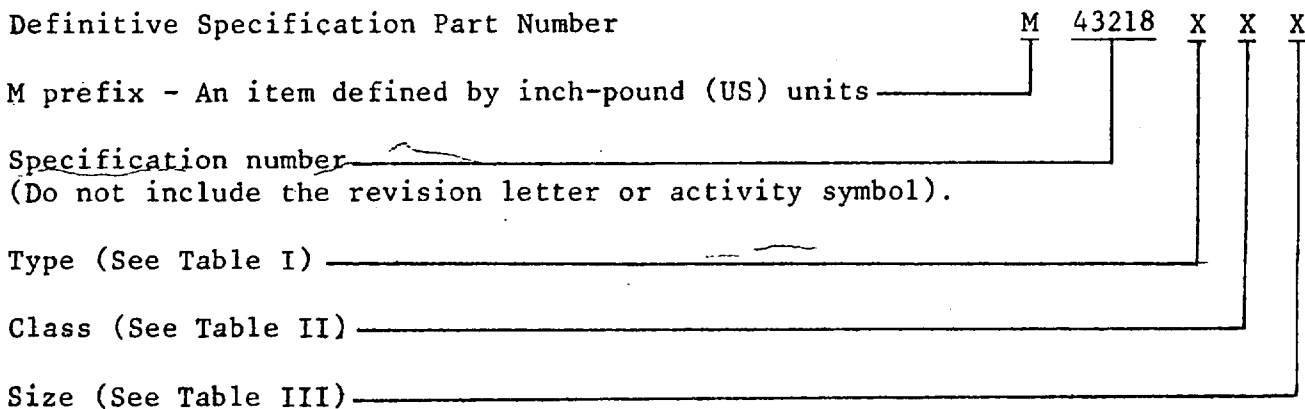 Definitive Specification Part Number M 43218 X X X
M prefix - An item defined by inch-pound (US) units
Specification number
(Do not include the revision letter or activity symbol).
Type (See Table I)
Class (See Table II)
Size (See Table III)